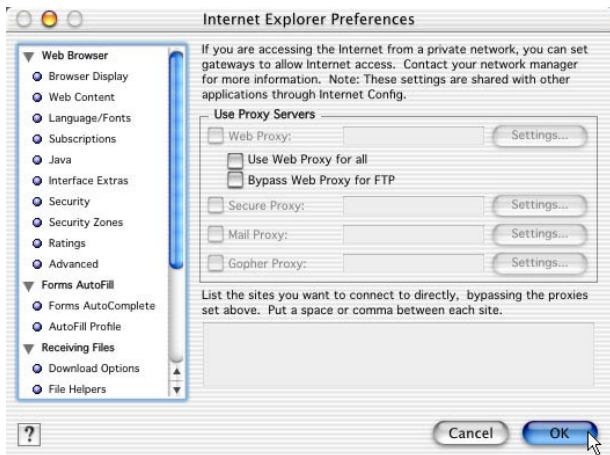 Internet Explorer Preferences
Web Browser
Browser Display
Web Content
Language/Fonts
Subscriptions
Java
Interface Extras
Security
Security Zones
Ratings
Advanced
Forms AutoFill
Forms AutoComplete
AutoFill Profile
Receiving Files
Download Options
File Helpers
If you are accessing the Internet from a private network, you can set
gateways to allow Internet access. Contact your network manager
for more information. Note: These settings are shared with other
applications through Internet Config.
Use Proxy Servers
Web Proxy: Settings...
Use Web Proxy for all
Bypass Web Proxy for FTP
Secure Proxy: Settings...
Mail Proxy: Settings...
Gopher Proxy: Settings...
List the sites you want to connect to directly, bypassing the proxies
set above. Put a space or comma between each site.
? Cancel OK